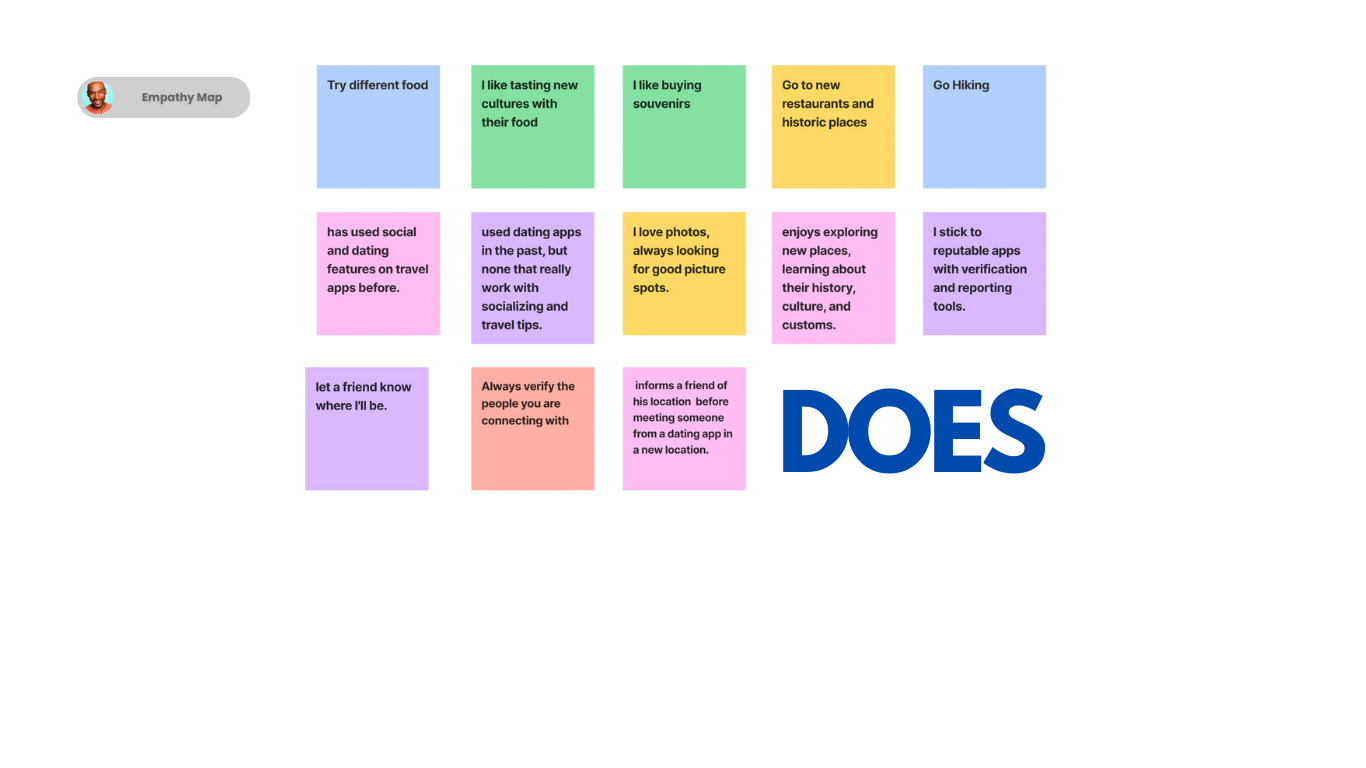 Empathy Map
Try different food
I like tasting new
cultures with
their food
I like buying
souvenirs
Go to new
restaurants and
historic places
Go Hiking
has used social
and dating
features on travel
apps before.
used dating apps
in the past, but
none that really
work with
socializing and
travel tips.
I love photos,
always looking
for good picture
spots.
enjoys exploring
new places,
learning about
their history,
culture, and
customs.
I stick to
reputable apps
with verification
and reporting
tools.
let a friend know
where I'll be.
Always verify the
people you are
connecting with
informs a friend of
his location before
meeting someone
from a dating app in
a new location.
DOES